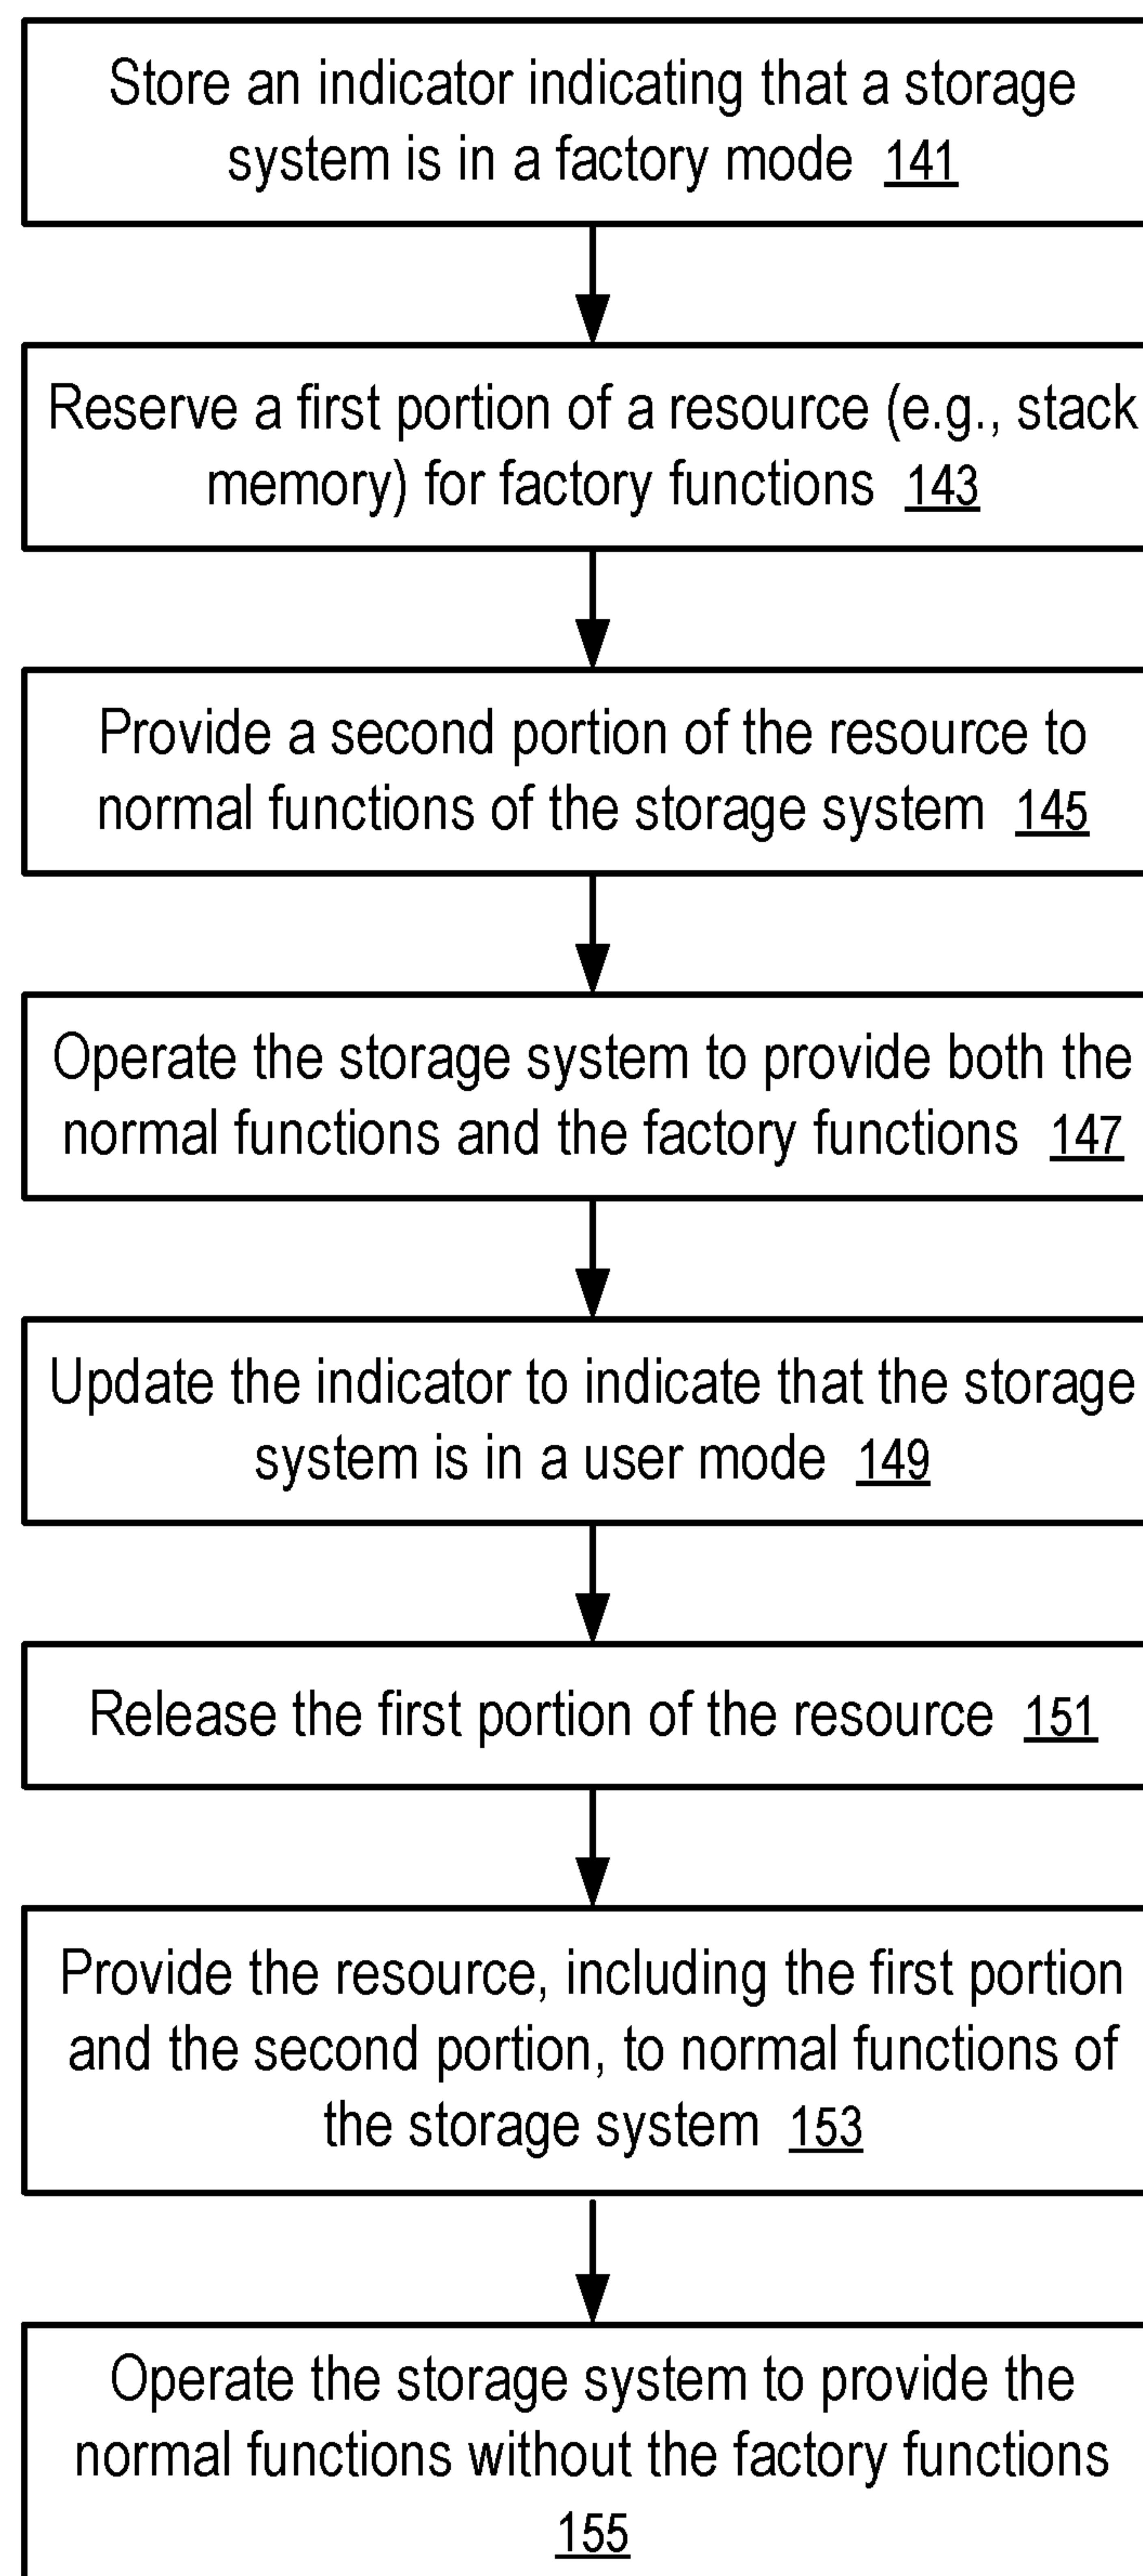 Store an indicator indicating that a storage
system is in a factory mode 141
Reserve a first portion of a resource (e.g., stack
memory) for factory functions 143
Provide a second portion of the resource to
normal functions of the storage system 145
Operate the storage system to provide both the
normal functions and the factory functions 147
Update the indicator to indicate that the storage
system is in a user mode 149
Release the first portion of the resource 151
Provide the resource, including the first portion
and the second portion, to normal functions of
the storage system 153
Operate the storage system to provide the
normal functions without the factory functions
155